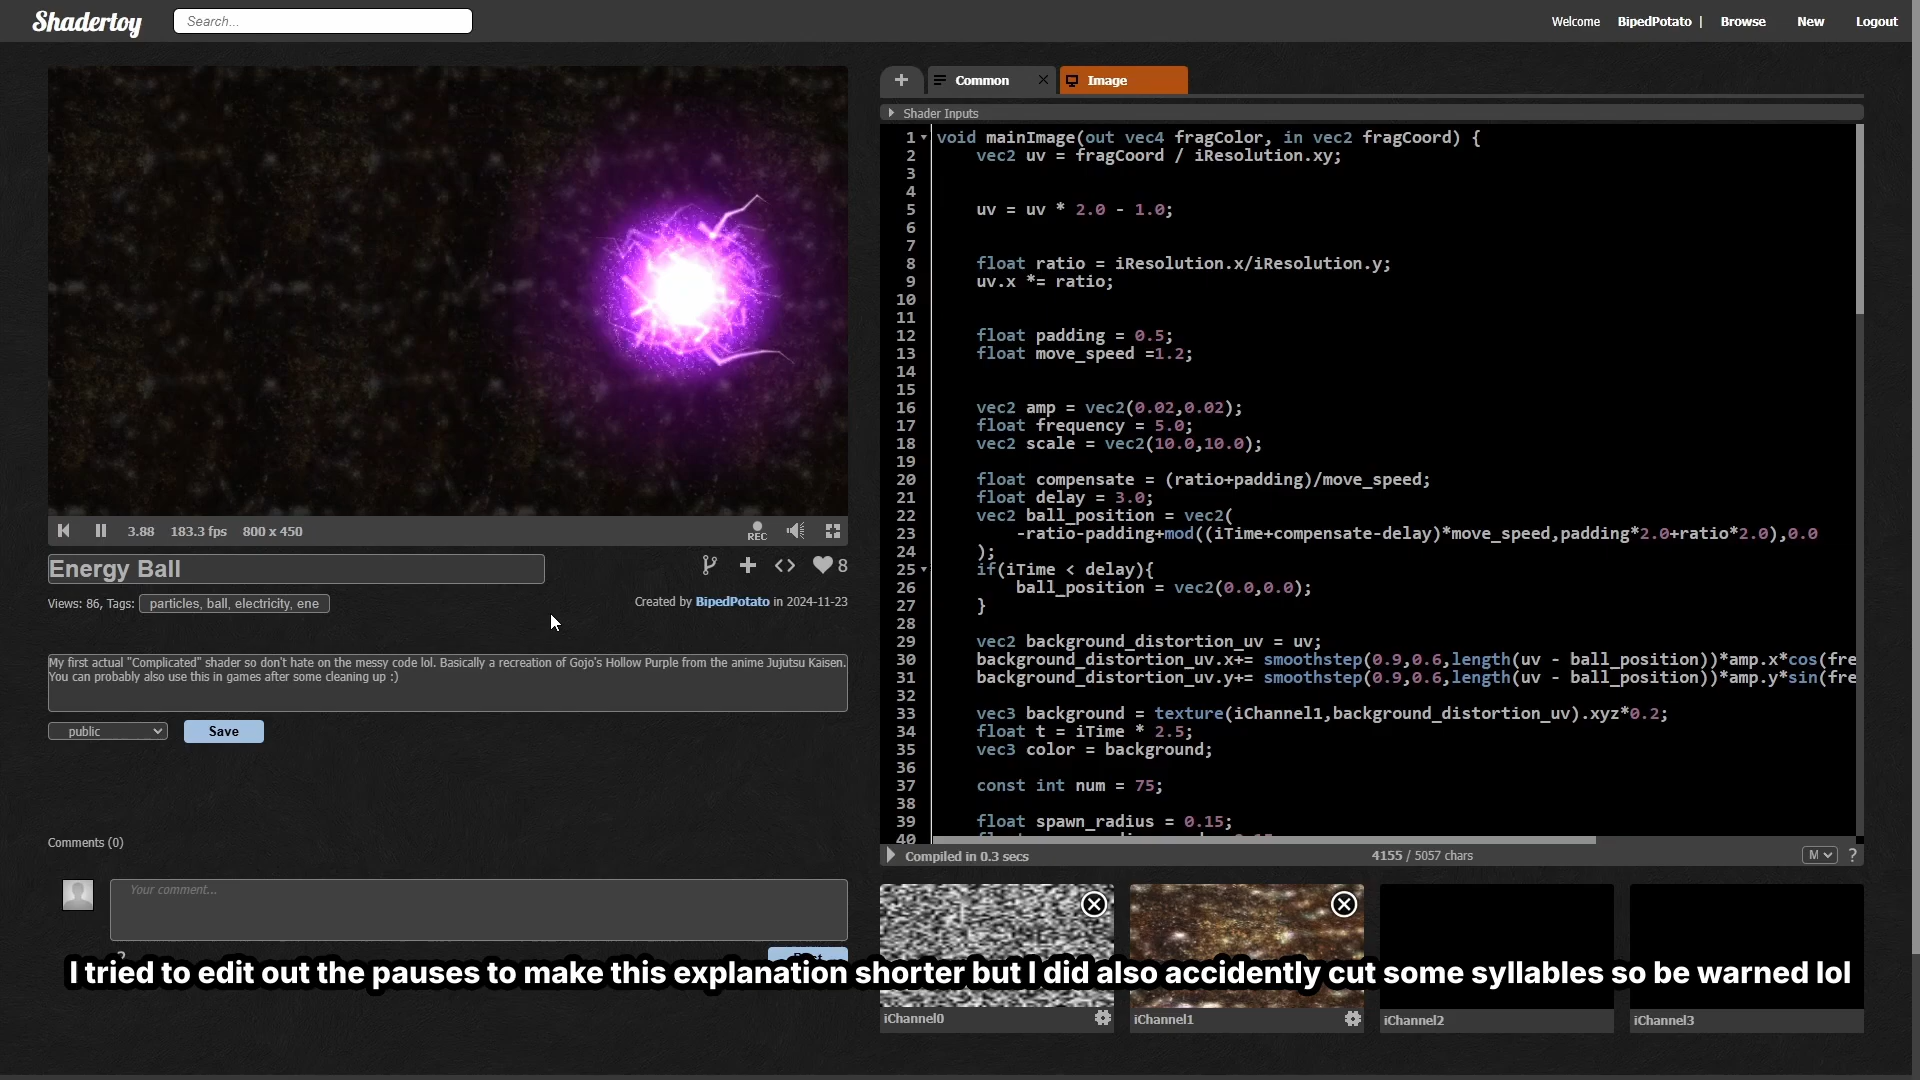 Shadertoy
Search...
Welcome BipedPotato | Browse New Logout
Common
Image
Shader Inputs
1 void mainImage(out vec4 fragColor, in vec2 fragCoord) {
2 vec2 uv = fragCoord / iResolution.xy;
3
4
5 uv = uv * 2.0 - 1.0;
6
7
8 float ratio = iResolution.x/iResolution.y;
9 uv.x *= ratio;
10
11
12 float padding = 0.5;
13 float move_speed =1.2;
14
15
16 vec2 amp = vec2(0.02,0.02);
17 float frequency = 5.0;
18 vec2 scale = vec2(10.0,10.0);
19
20 float compensate = (ratio+padding)/move_speed;
21 float delay = 3.0;
22 vec2 ball_position = vec2(
23 -ratio-padding+mod((iTime+compensate-delay)*move_speed,padding*2.0+ratio*2.0),0.0
24 );
25 if(iTime < delay){
26 ball_position = vec2(0.0,0.0);
27 }
28
29 vec2 background_distortion_uv = uv;
30 background_distortion_uv.x+= smoothstep(0.9,0.6,length(uv - ball_position))*amp.x*cos(fre
31 background_distortion_uv.y+= smoothstep(0.9,0.6,length(uv - ball_position))*amp.y*sin(fre
32
33 vec3 background = texture(iChannel1,background_distortion_uv).xyz*0.2;
34 float t = iTime * 2.5;
35 vec3 color = background;
36
37 const int num = 75;
38
39 float spawn_radius = 0.15;
40
3.88 183.3 fps 800 x 450
REC
Energy Ball
8
Views: 86, Tags: particles, ball, electricity, ene
Created by BipedPotato in 2024-11-23
My first actual "Complicated" shader so don't hate on the messy code lol. Basically a recreation of Gojo's Hollow Purple from the anime Jujutsu Kaisen.
You can probably also use this in games after some cleaning up :)
public
Save
Comments (0)
Your comment...
Compiled in 0.3 secs
4155 / 5057 chars
M
?
I tried to edit out the pauses to make this explanation shorter but I did also accidently cut some syllables so be warned lol
iChannel0
iChannel1
iChannel2
iChannel3